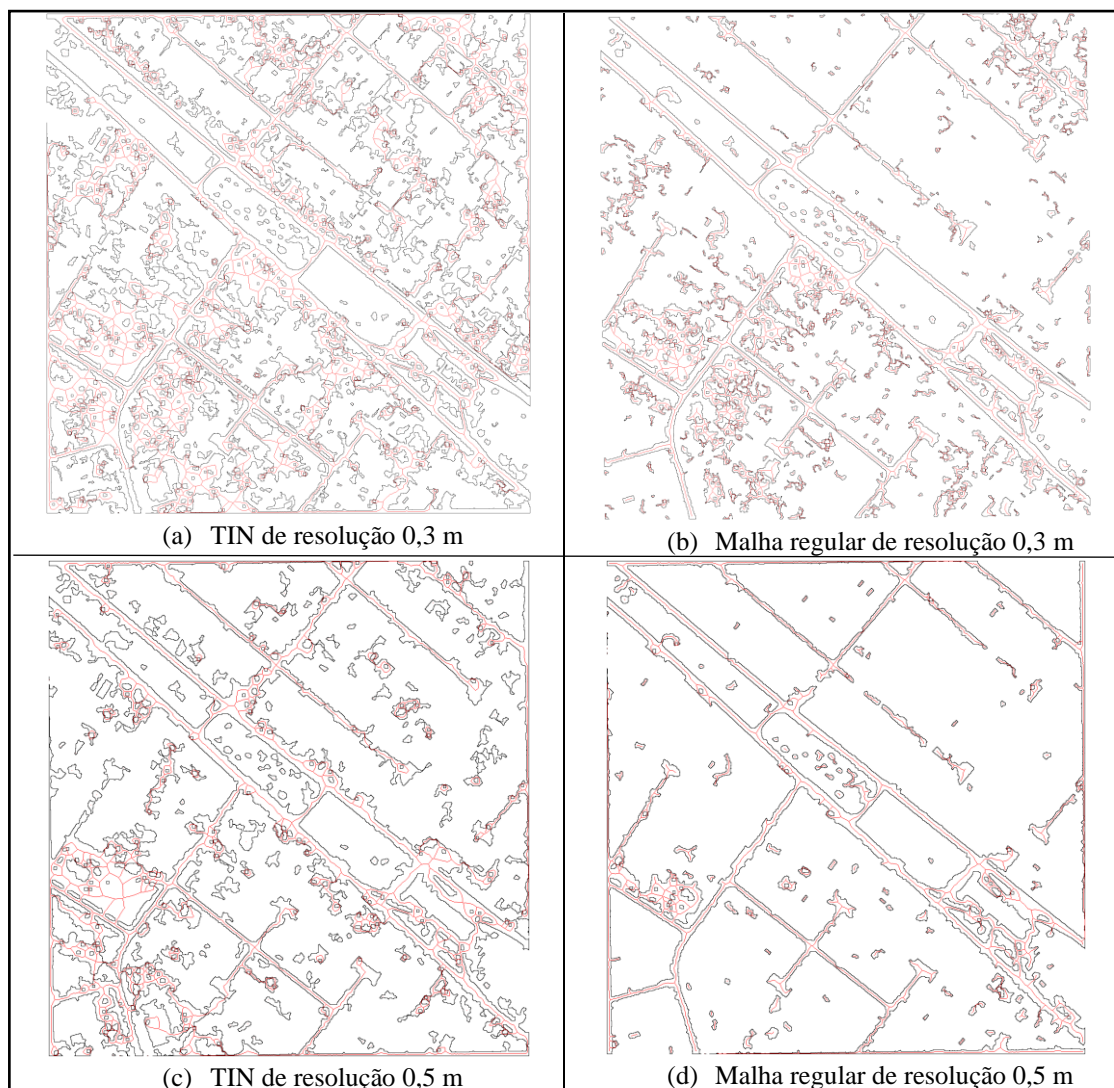 (a) TIN de resolução 0,3 m
(b) Malha regular de resolução 0,3 m
(c) TIN de resolução 0,5 m
(d) Malha regular de resolução 0,5 m